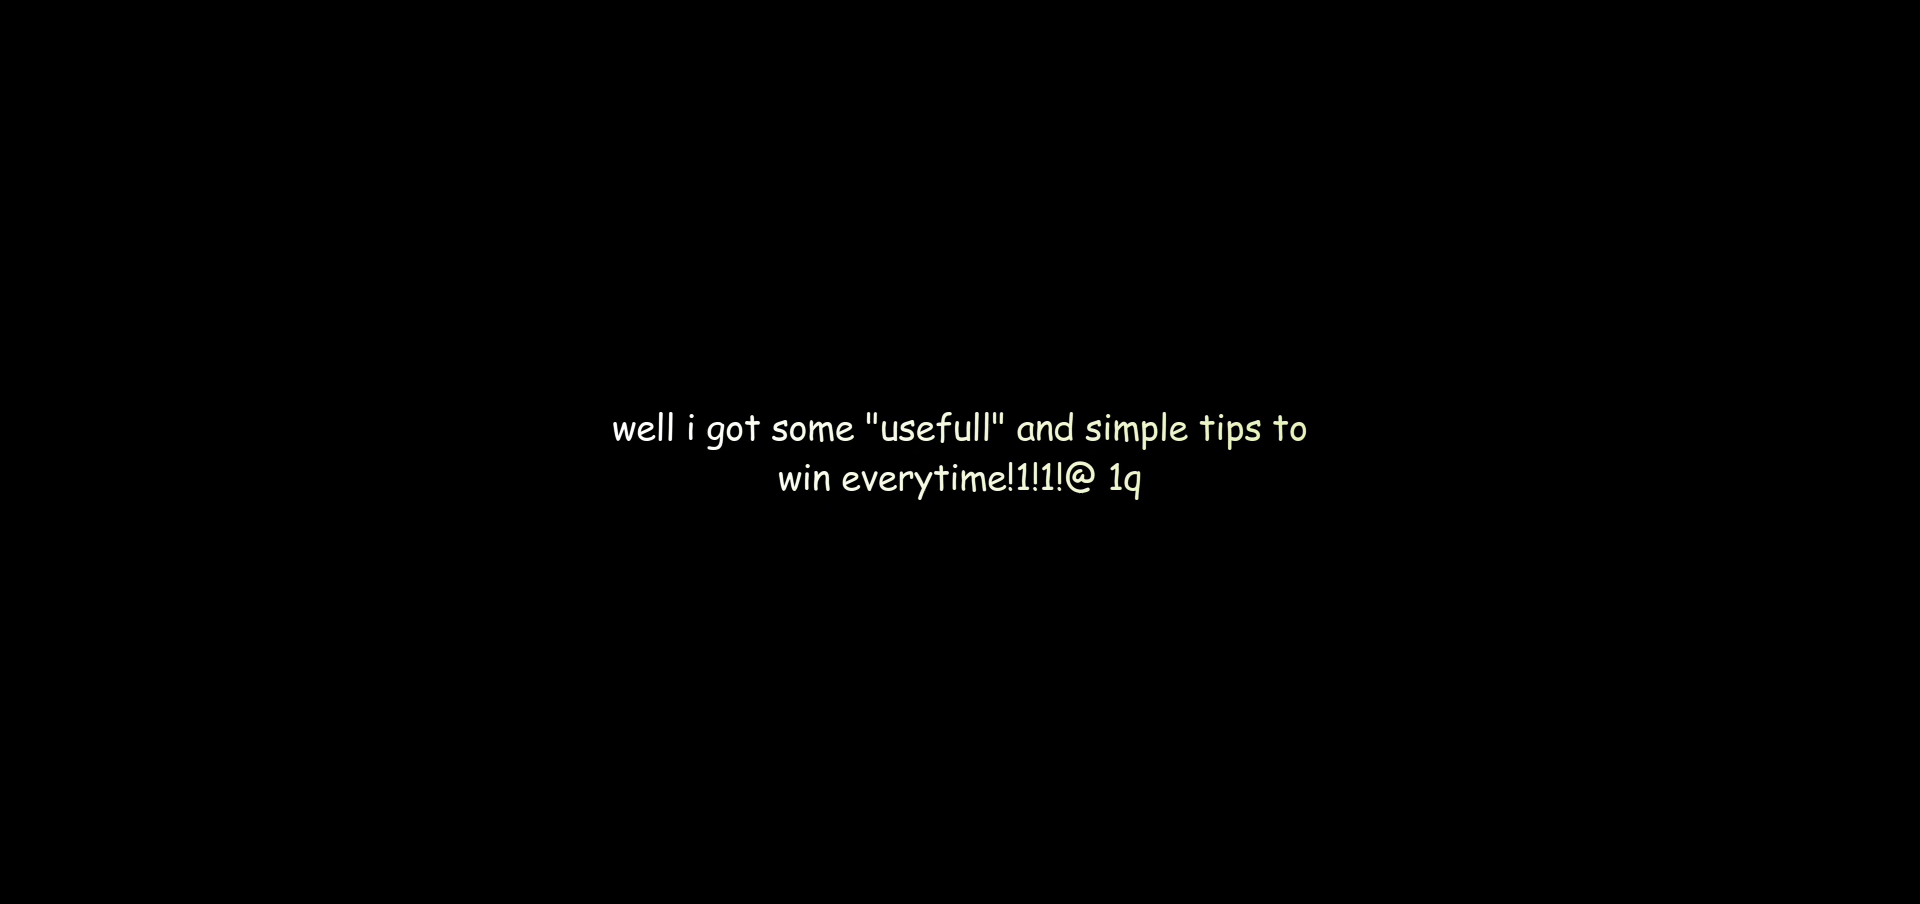 well i got some "usefull" and simple tips to
win everytime!1!1!@ 1q